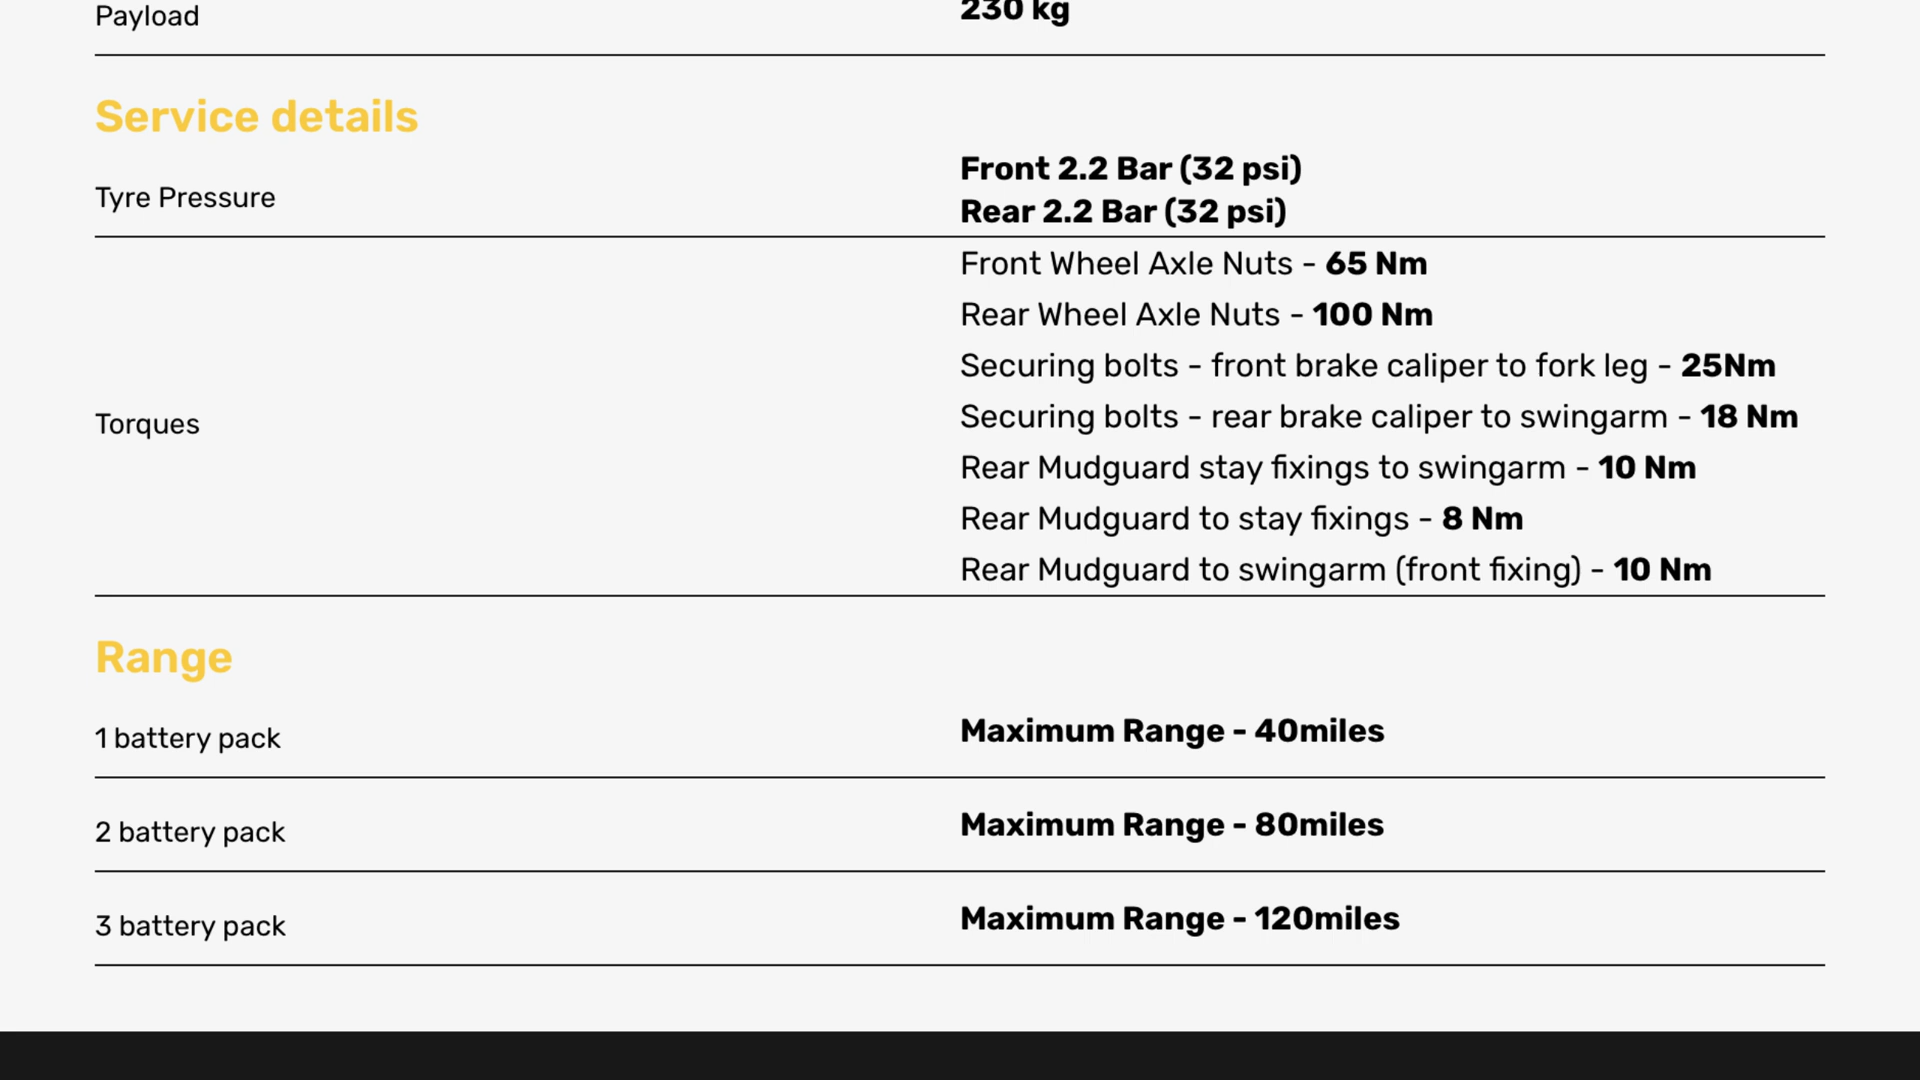 Payload
230 kg
Service details
Tyre Pressure
Front 2.2 Bar (32 psi)
Rear 2.2 Bar (32 psi)
Torques
Front Wheel Axle Nuts - 65 Nm
Rear Wheel Axle Nuts - 100 Nm
Securing bolts - front brake caliper to fork leg - 25Nm
Securing bolts - rear brake caliper to swingarm - 18 Nm
Rear Mudguard stay fixings to swingarm - 10 Nm
Rear Mudguard to stay fixings - 8 Nm
Rear Mudguard to swingarm (front fixing) - 10 Nm
Range
1 battery pack
Maximum Range - 40miles
2 battery pack
Maximum Range - 80miles
3 battery pack
Maximum Range - 120miles